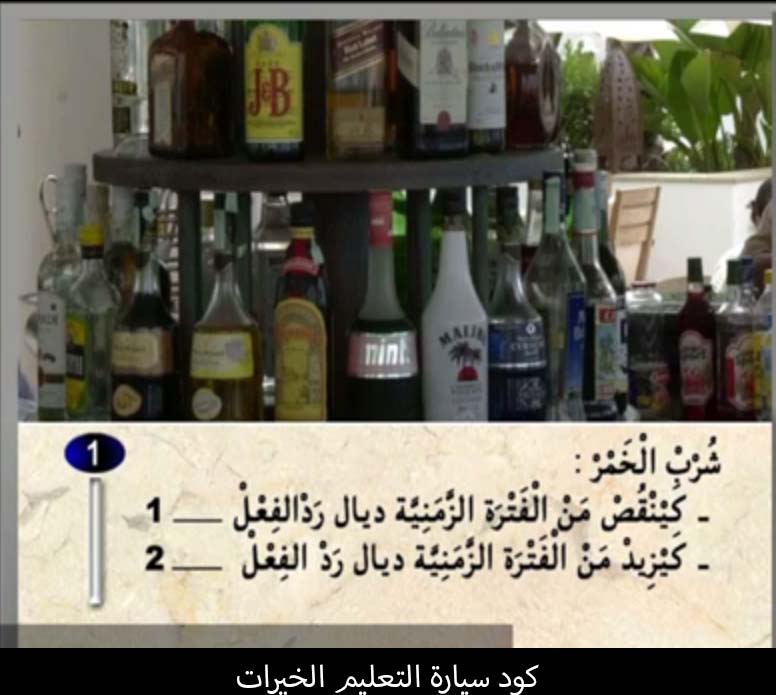 J&B
MALIBU
1
شُرْبْ الْخَمْرْ :
ـ كَيْنْقُصْ مَنْ الْفَتْرَة الزَّمَنِيَّة ديال رَدْالفِعْلْ ___ 1
ـ كَيْزِيدْ مَنْ الْفَتْرَة الزَّمَنِيَّة ديال رَدْ الفِعْلْ ___ 2
كود سيارة التعليم الخيرات